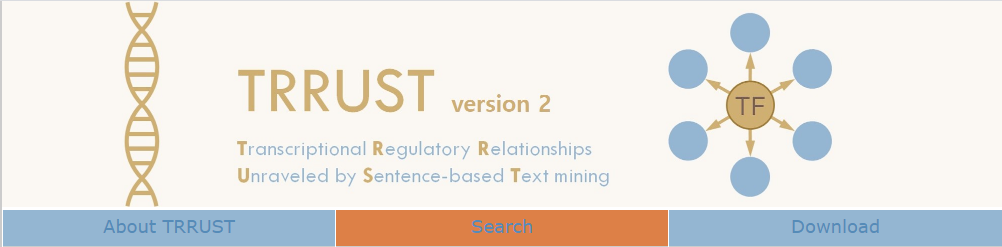 TRRUST version 2
Transcriptional Regulatory Relationships
Unraveled by Sentence-based Text mining
TF
About TRRUST
Search
Download